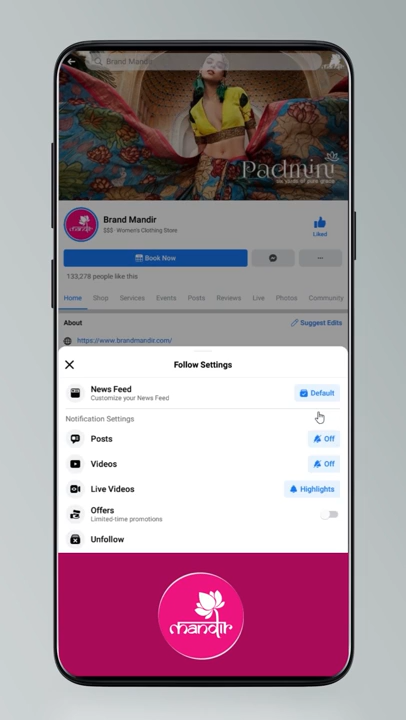 Brand Mandir
Padmini
Brand Mandir
$$$ · Women's Clothing Store
Liked
Book Now
133,278 people like this
Home Shop Services Events Posts Reviews Live Photos Community
About
Suggest Edits
https://www.brandmandir.com/
Follow Settings
News Feed
Customize your News Feed
Default
Notification Settings
Posts
Off
Videos
Off
Live Videos
Highlights
Offers
Limited-time promotions
Unfollow
mandir